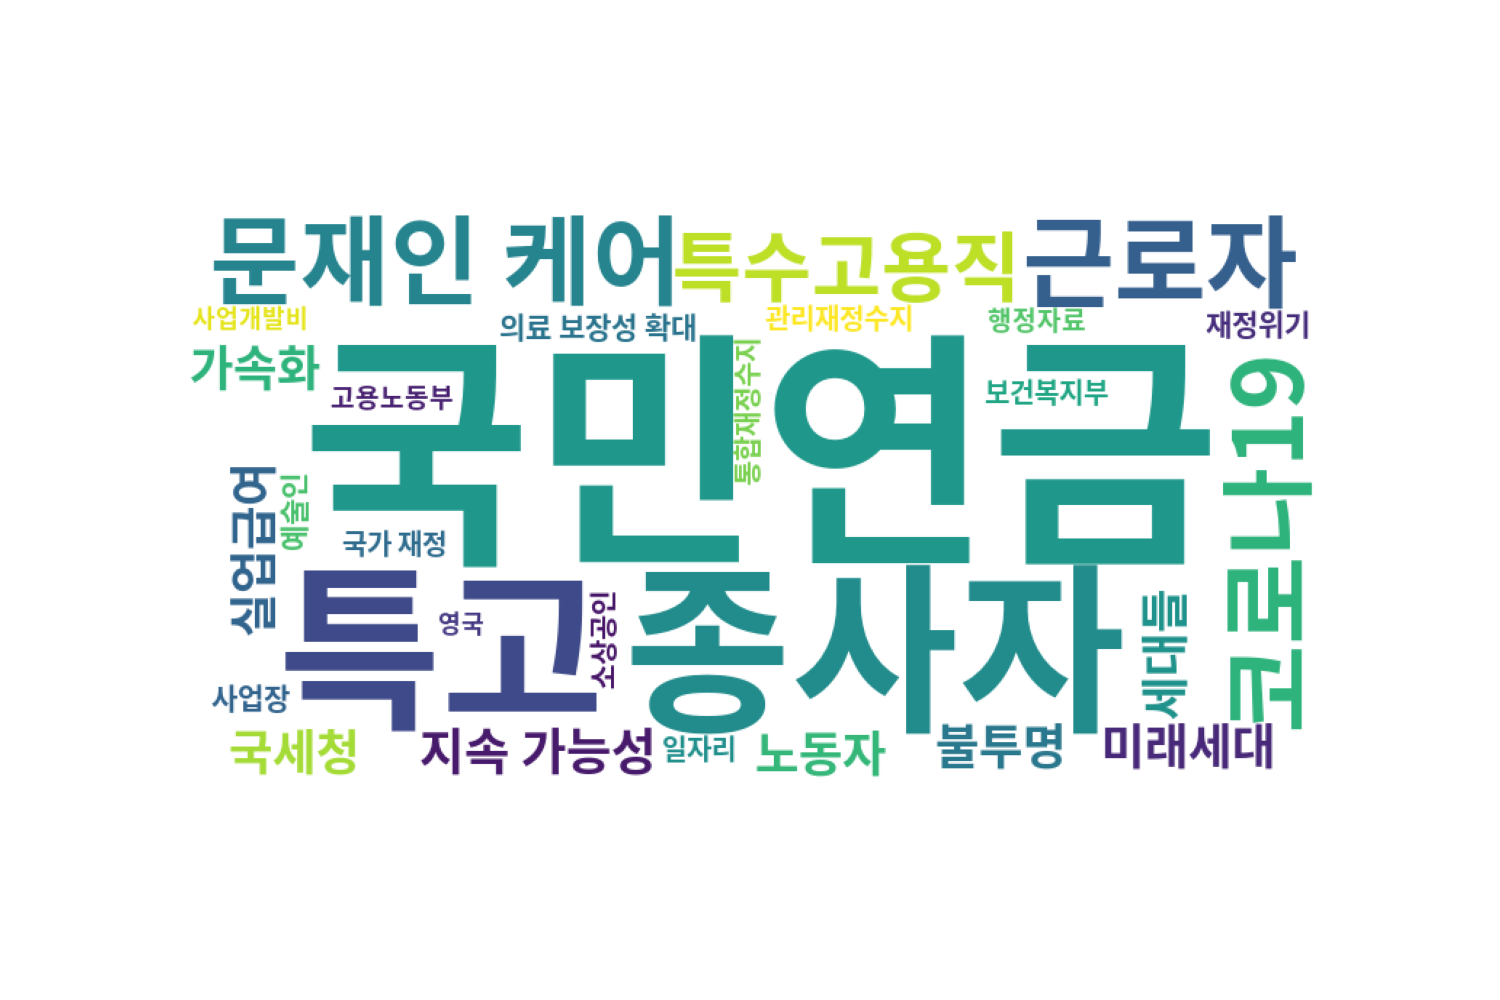 문재인 케어
특수고용직
근로자
사업개발비
의료 보장성 확대
관리재정수지
행정자료
재정위기
가속화
고용노동부
국민연금
통합재정수지
보건복지부
코로나19
실업급여
예술인
국가 재정
특고
영국
소상공인
종사자
세대들
사업장
국세청
지속 가능성
일자리
노동자
불투명
미래세대